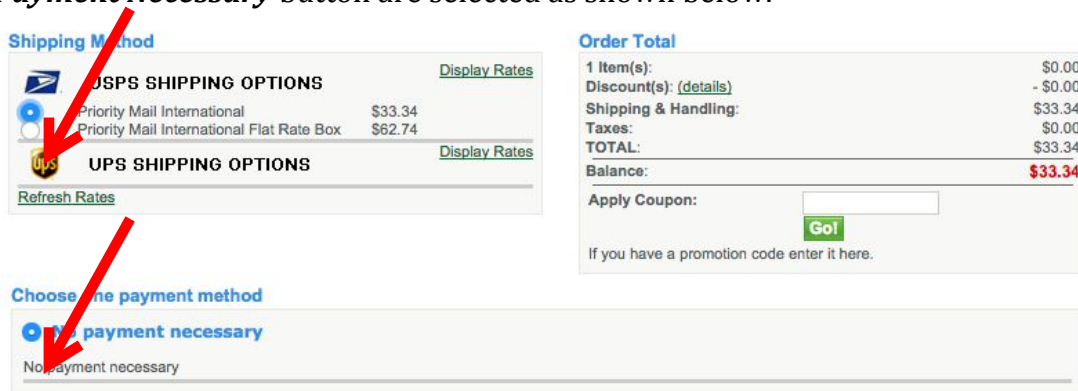 Payment Necessary button are selected as shown below:
Shipping Method
USPS SHIPPING OPTIONS Display Rates
Priority Mail International $33.34
Priority Mail International Flat Rate Box $62.74
UPS UPS SHIPPING OPTIONS Display Rates
Refresh Rates
Order Total
1 Item(s): $0.00
Discount(s): (details) - $0.00
Shipping & Handling: $33.34
Taxes: $0.00
TOTAL: $33.34
Balance: $33.34
Apply Coupon:
Go!
If you have a promotion code enter it here.
Choose one payment method
No payment necessary
No payment necessary